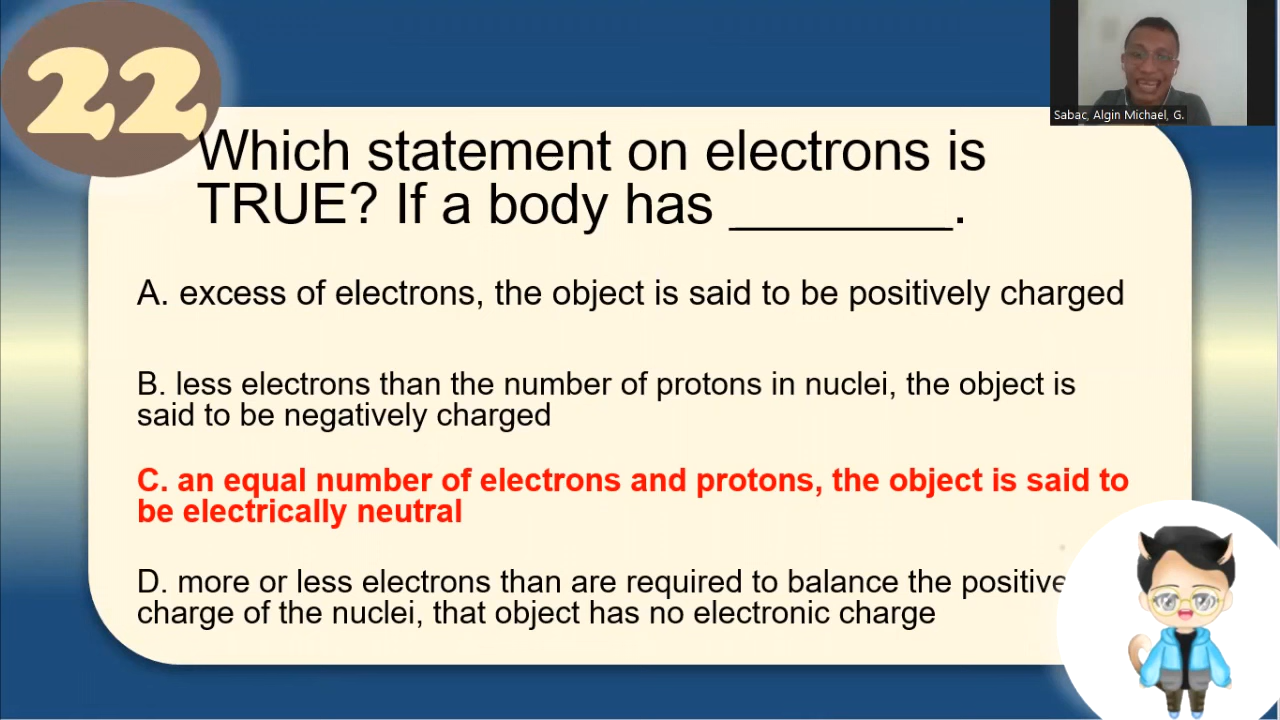 22
Sabac, Algin Michael, G.
Which statement on electrons is
TRUE? If a body has ________.
A. excess of electrons, the object is said to be positively charged
B. less electrons than the number of protons in nuclei, the object is
said to be negatively charged
C. an equal number of electrons and protons, the object is said to
be electrically neutral
D. more or less electrons than are required to balance the positive
charge of the nuclei, that object has no electronic charge